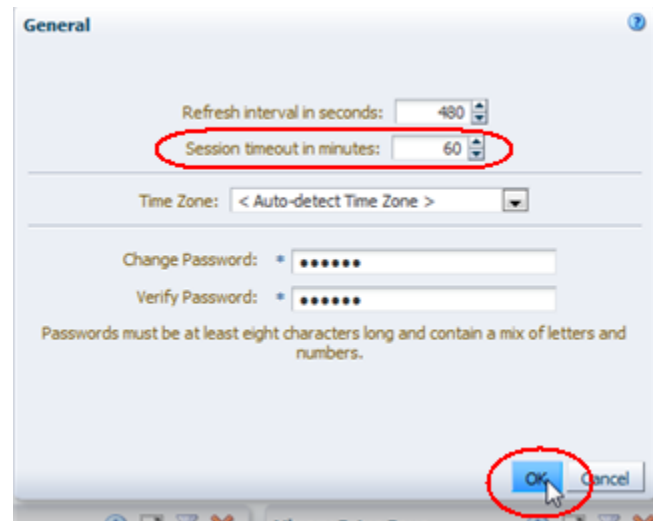 General
Refresh interval in seconds: 480
Session timeout in minutes: 60
Time Zone: < Auto-detect Time Zone >
Change Password: * ●●●●●●
Verify Password: * ●●●●●●
Passwords must be at least eight characters long and contain a mix of letters and
numbers.
OK Cancel